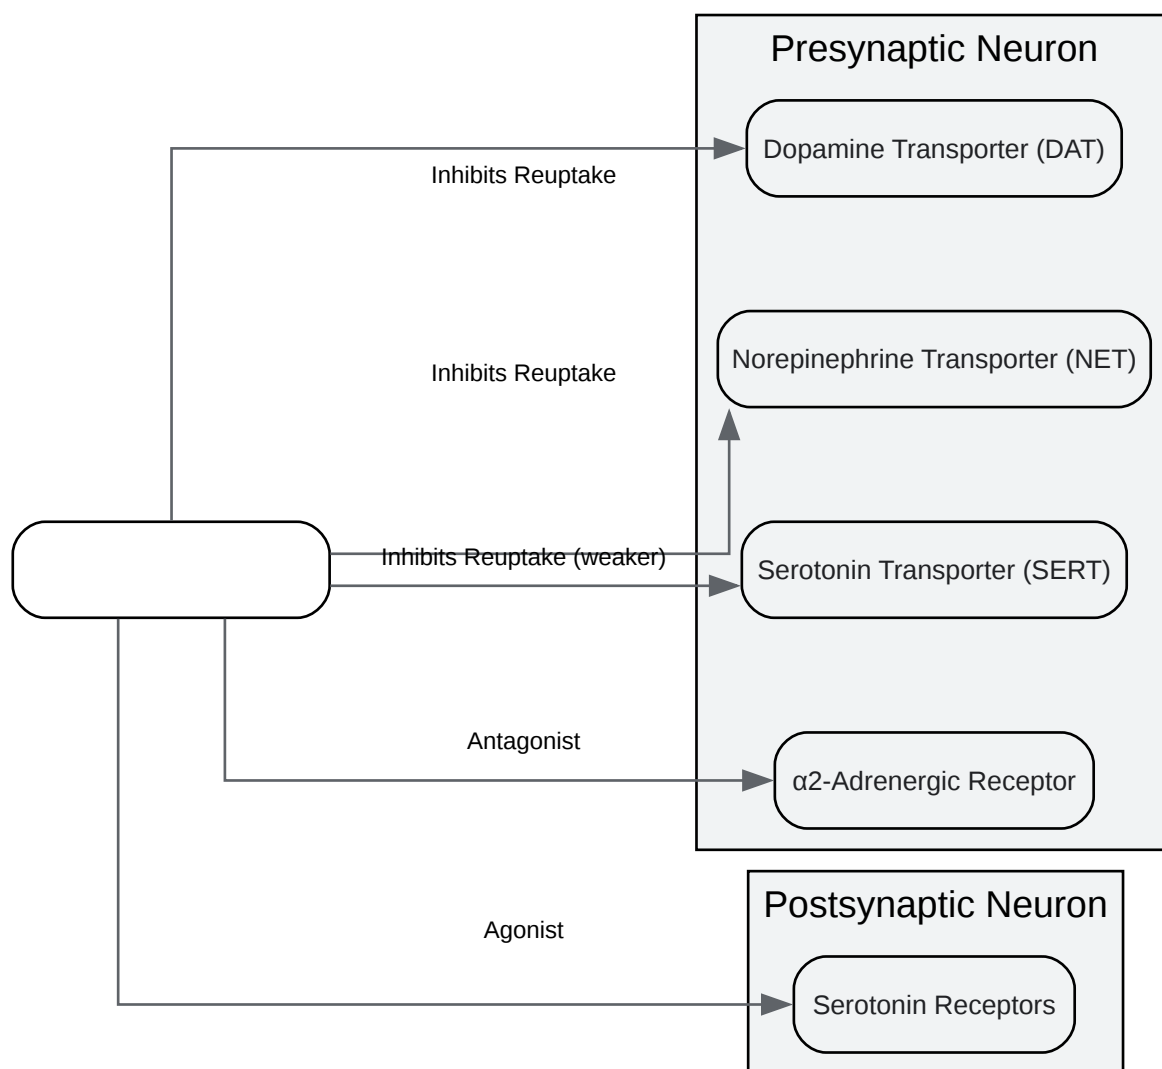 Presynaptic Neuron
Dopamine Transporter (DAT)
Inhibits Reuptake
Norepinephrine Transporter (NET)
Inhibits Reuptake
Inhibits Reuptake (weaker)
Serotonin Transporter (SERT)
Antagonist
α2-Adrenergic Receptor
Postsynaptic Neuron
Agonist
Serotonin Receptors